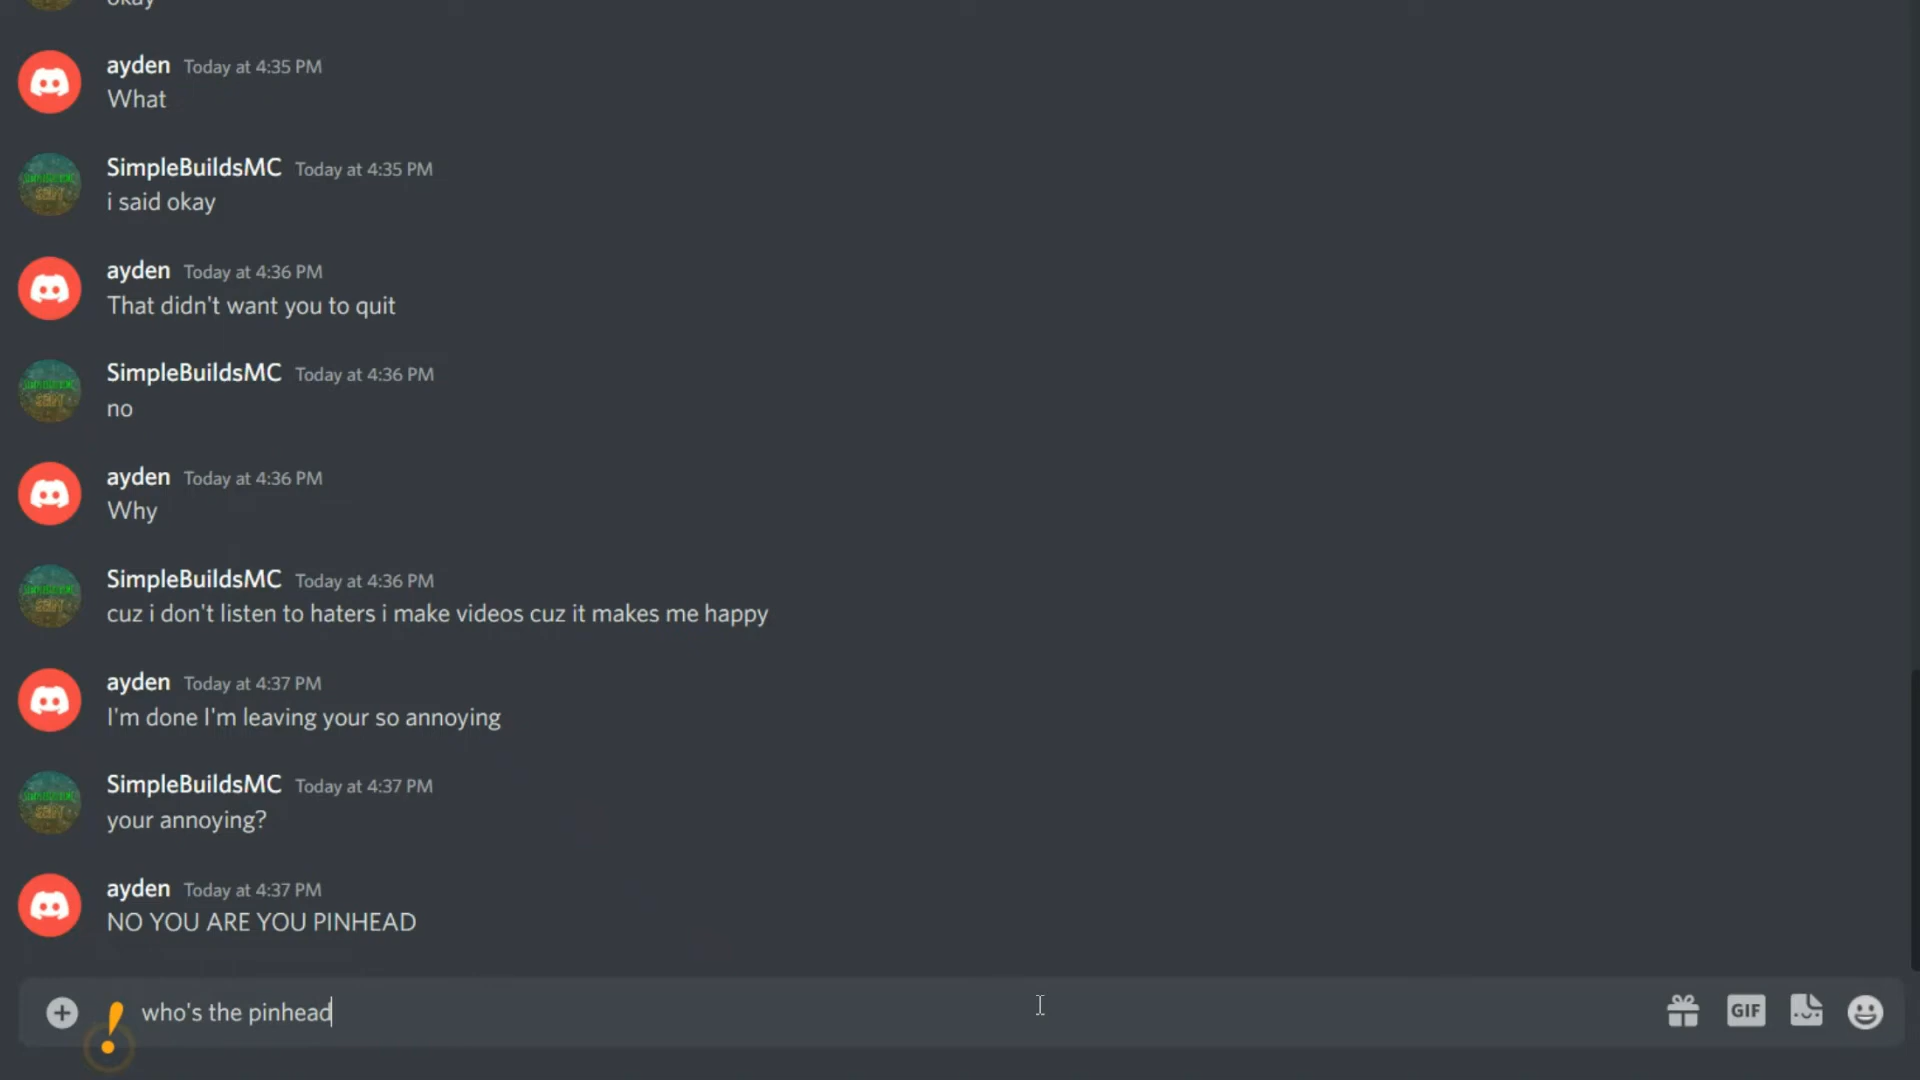 okay
ayden Today at 4:35 PM
What
SimpleBuildsMC Today at 4:35 PM
i said okay
ayden Today at 4:36 PM
That didn't want you to quit
SimpleBuildsMC Today at 4:36 PM
no
ayden Today at 4:36 PM
Why
SimpleBuildsMC Today at 4:36 PM
cuz i don't listen to haters i make videos cuz it makes me happy
ayden Today at 4:37 PM
I'm done I'm leaving your so annoying
SimpleBuildsMC Today at 4:37 PM
your annoying?
ayden Today at 4:37 PM
NO YOU ARE YOU PINHEAD
who's the pinhead
GIF